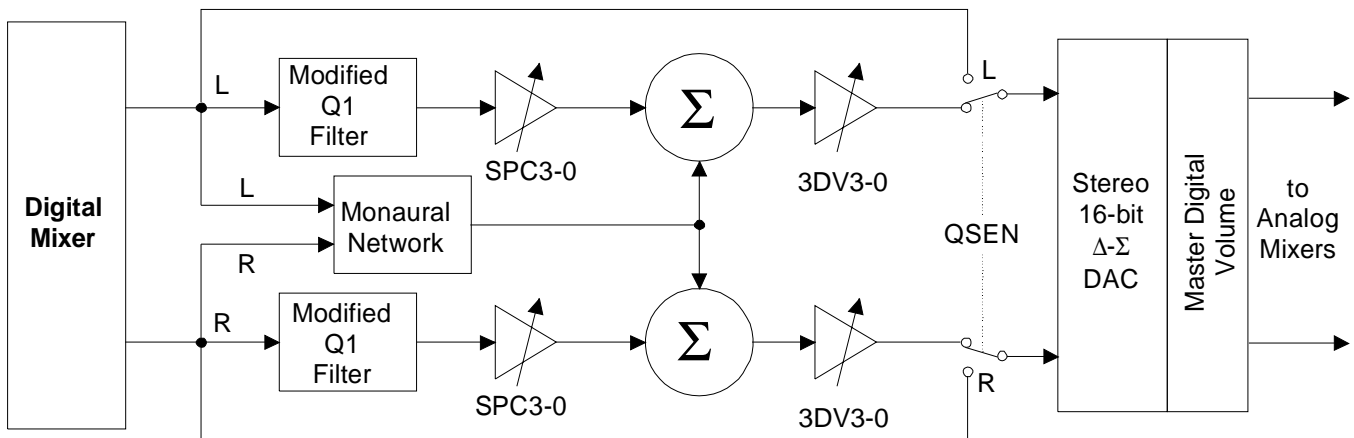 Digital
Mixer
L
Modified
Q1
Filter
SPC3-0
Σ
3DV3-0
L
L
R
Monaural
Network
QSEN
R
Modified
Q1
Filter
SPC3-0
Σ
3DV3-0
R
Stereo
16-bit
Δ-Σ
DAC
Master Digital
Volume
to
Analog
Mixers